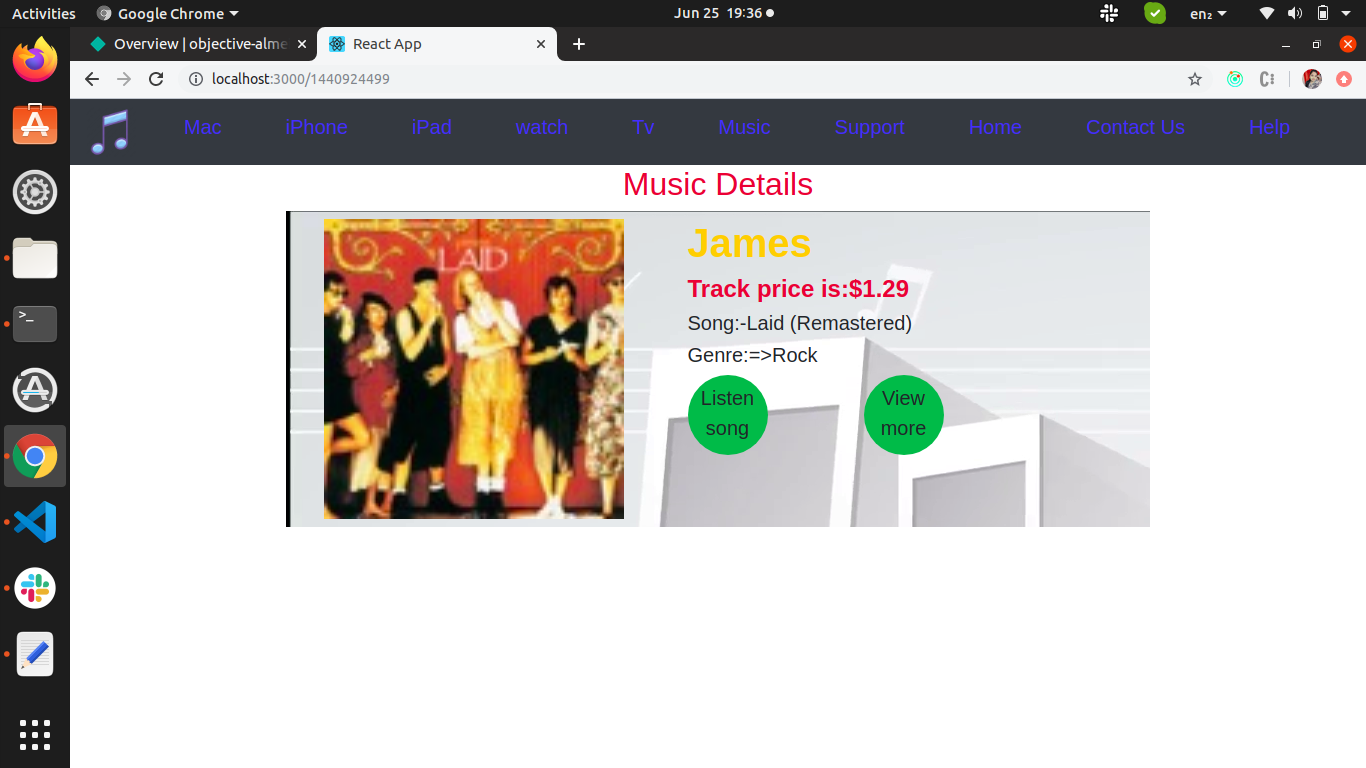 Activities Google Chrome Jun 25 19:36 en₂
Overview | objective-alme React App
localhost:3000/1440924499
Mac iPhone iPad watch Tv Music Support Home Contact Us Help
Music Details
LAID
James
Track price is:$1.29
Song:-Laid (Remastered)
Genre:=>Rock
Listen song
View more